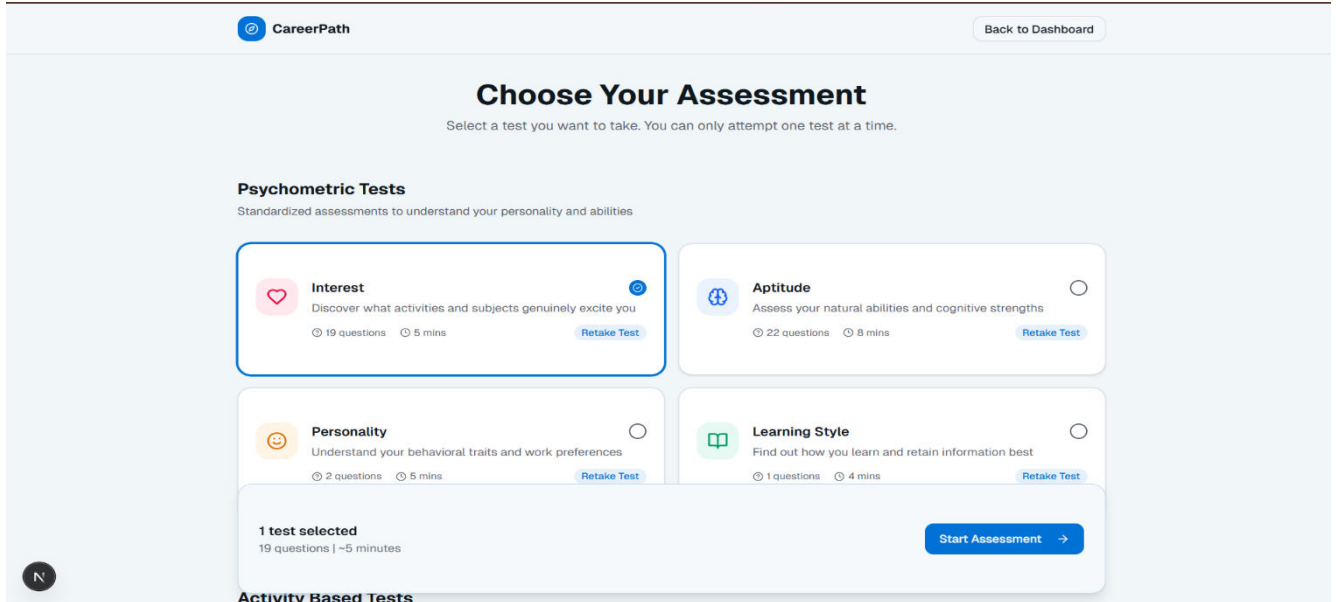 CareerPath
Back to Dashboard
Choose Your Assessment
Select a test you want to take. You can only attempt one test at a time.
Psychometric Tests
Standardized assessments to understand your personality and abilities
Interest
Discover what activities and subjects genuinely excite you
19 questions 5 mins Retake Test
Aptitude
Assess your natural abilities and cognitive strengths
22 questions 8 mins Retake Test
Personality
Understand your behavioral traits and work preferences
2 questions 5 mins Retake Test
Learning Style
Find out how you learn and retain information best
1 questions 4 mins Retake Test
1 test selected
19 questions | ~5 minutes
Start Assessment →
N
Activity Based Tests